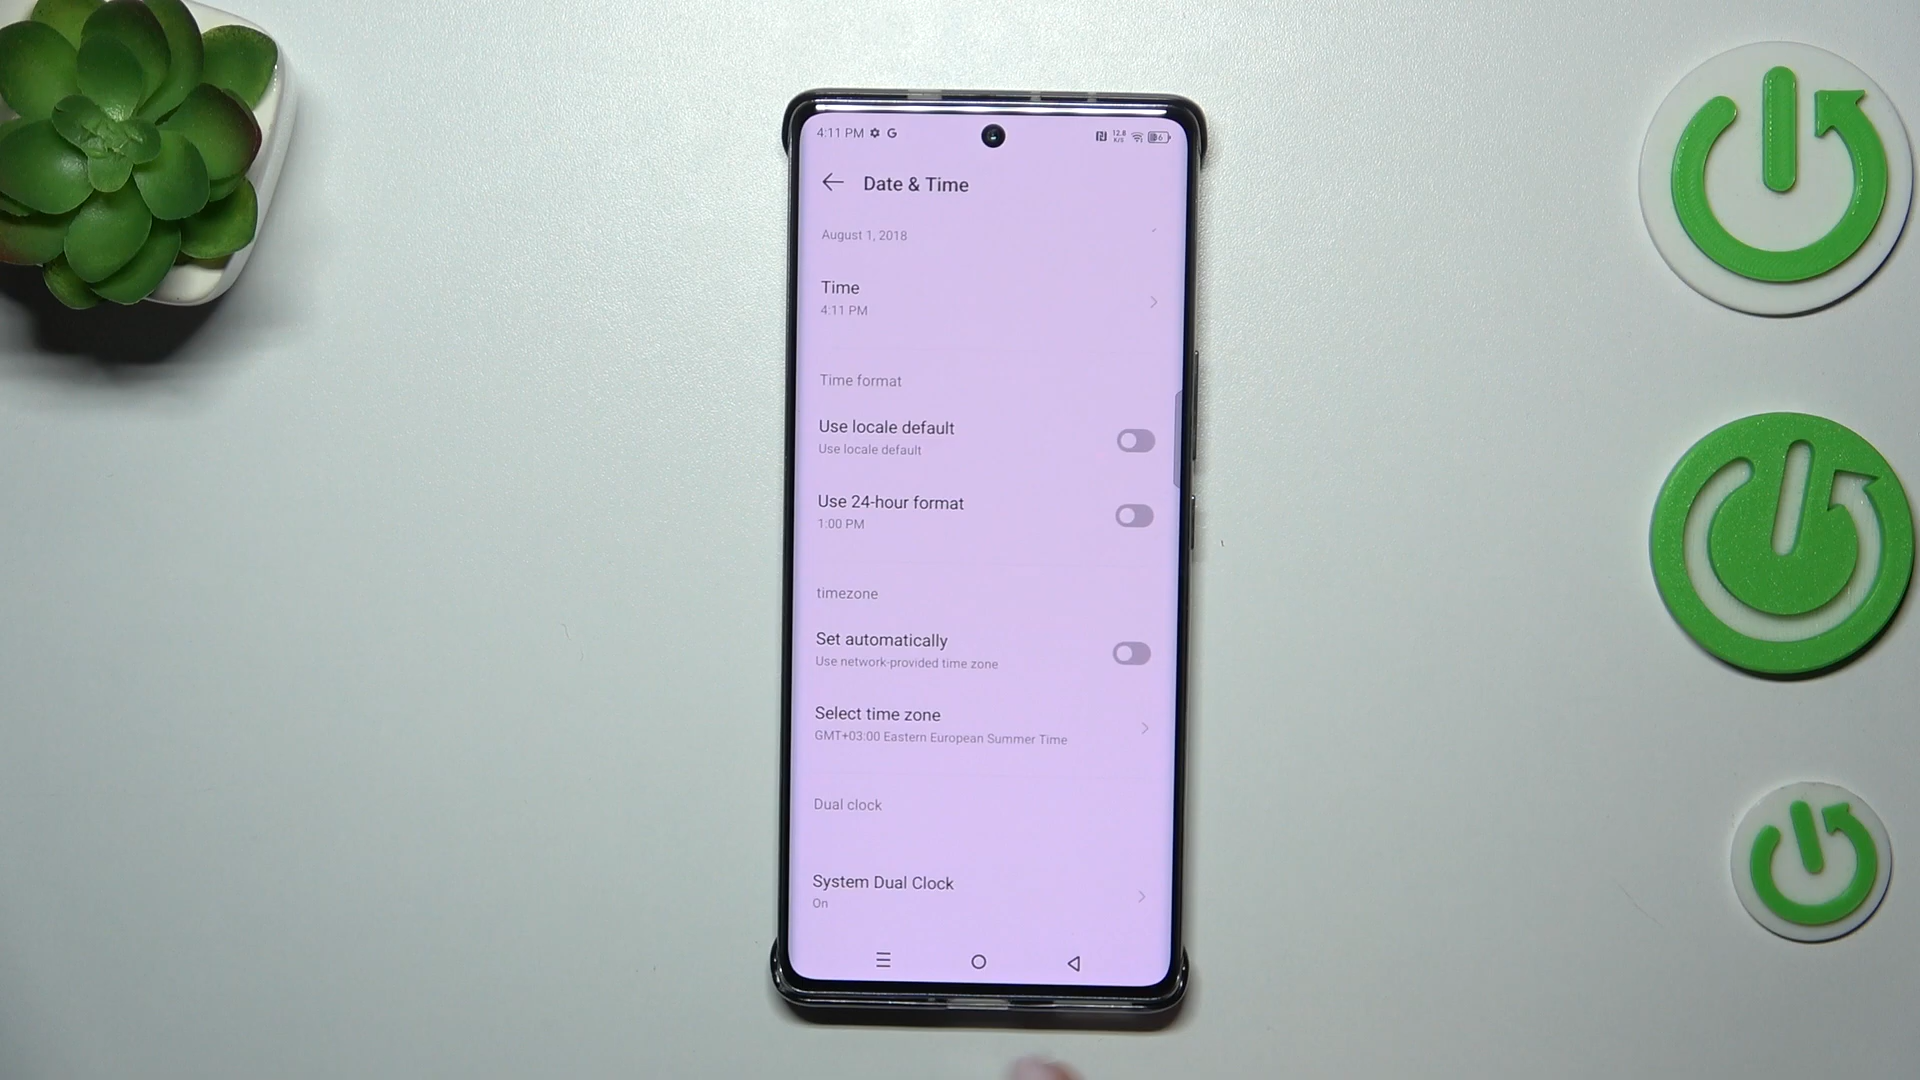 4:11 PM G
12.8
K/S
Date & Time
August 1, 2018
Time
4:11 PM
Time format
Use locale default
Use locale default
Use 24-hour format
1:00 PM
timezone
Set automatically
Use network-provided time zone
Select time zone
GMT+03:00 Eastern European Summer Time
Dual clock
System Dual Clock
On